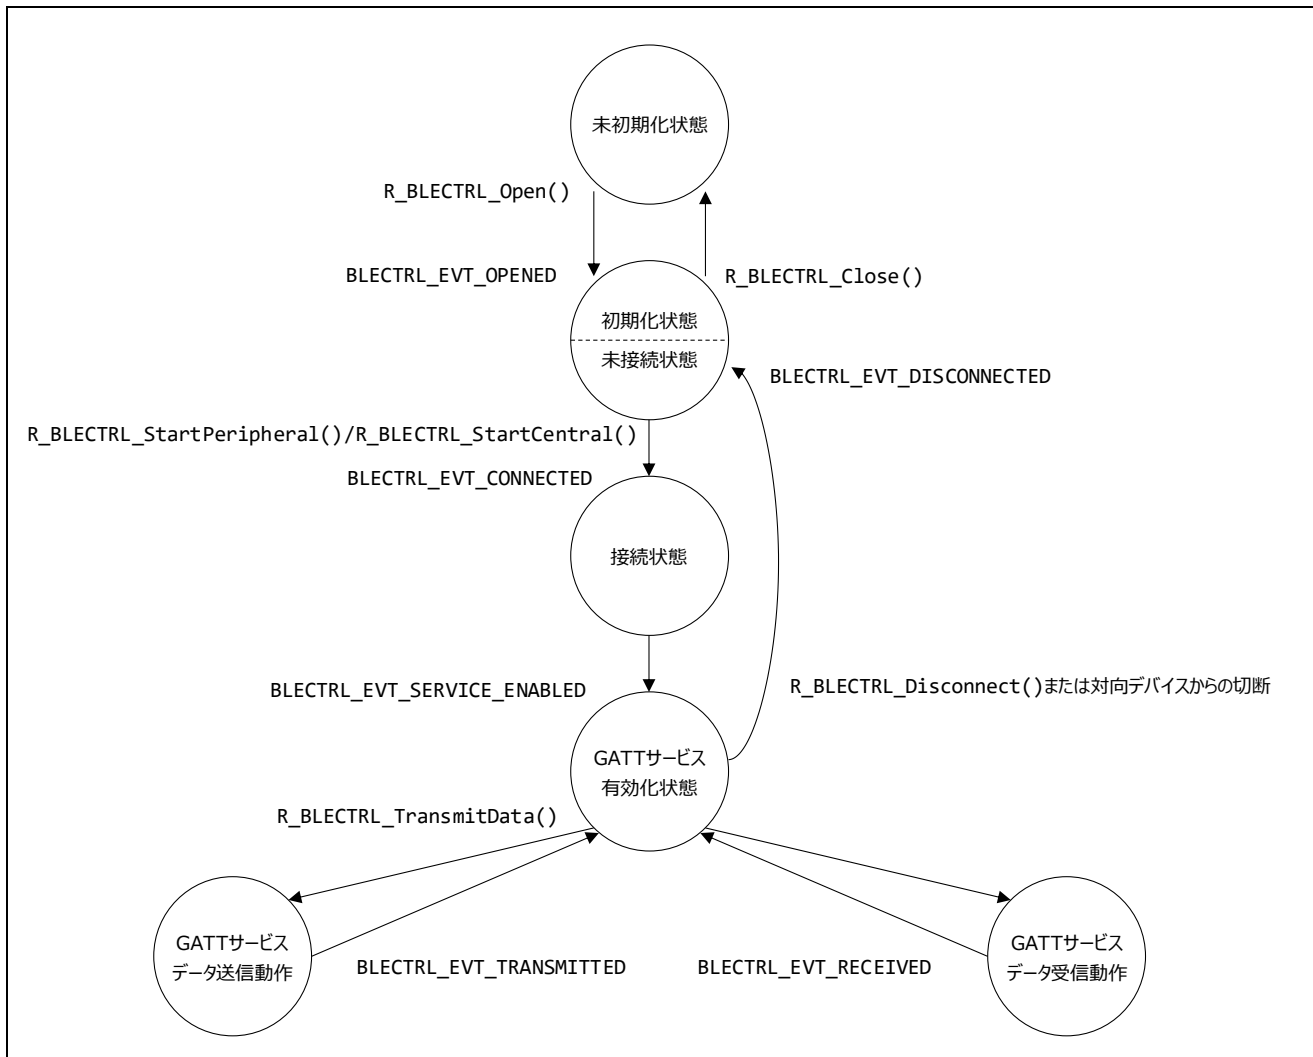 未初期化状態
R_BLECTRL_Open()
BLECTRL_EVT_OPENED
R_BLECTRL_Close()
初期化状態
未接続状態
BLECTRL_EVT_DISCONNECTED
R_BLECTRL_StartPeripheral()/R_BLECTRL_StartCentral()
BLECTRL_EVT_CONNECTED
接続状態
BLECTRL_EVT_SERVICE_ENABLED
R_BLECTRL_Disconnect()または対向デバイスからの切断
GATTサービス
有効化状態
R_BLECTRL_TransmitData()
GATTサービス
データ送信動作
BLECTRL_EVT_TRANSMITTED
BLECTRL_EVT_RECEIVED
GATTサービス
データ受信動作